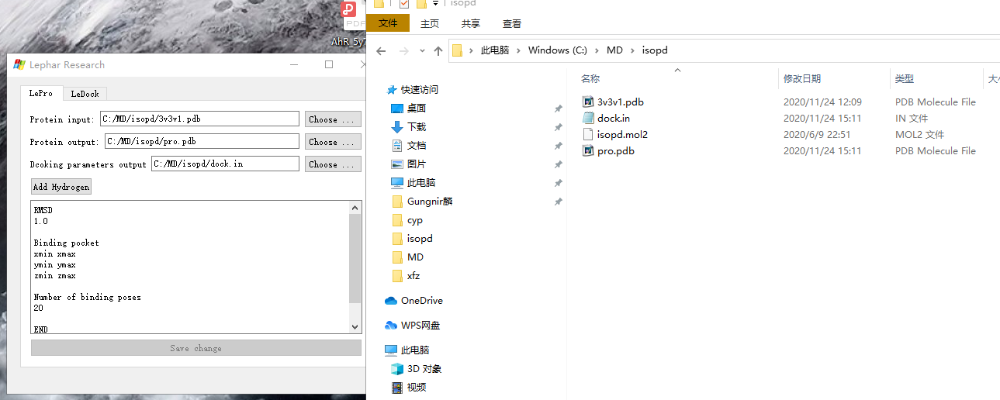 PDF
AhR_5y7
Lephar Research
LePro
LeDock
Protein input:
C:/MD/isopd/3v3v1.pdb
Choose ...
Protein output:
C:/MD/isopd/pro.pdb
Choose ...
Dcoking parameters output
C:/MD/isopd/dock.in
Choose ...
Add Hydrogen
RMSD
1.0
Binding pocket
xmin xmax
ymin ymax
zmin zmax
Number of binding poses
20
END
Save change
isopd
文件
主页
共享
查看
此电脑
Windows (C:)
MD
isopd
快速访问
桌面
下载
文档
图片
此电脑
Gungnir麟
cyp
isopd
MD
xfz
OneDrive
WPS网盘
此电脑
3D 对象
视频
名称 修改日期 类型 大小
3v3v1.pdb 2020/11/24 12:09 PDB Molecule File
dock.in 2020/11/24 15:11 IN 文件
isopd.mol2 2020/6/9 22:51 MOL2 文件
pro.pdb 2020/11/24 15:11 PDB Molecule File